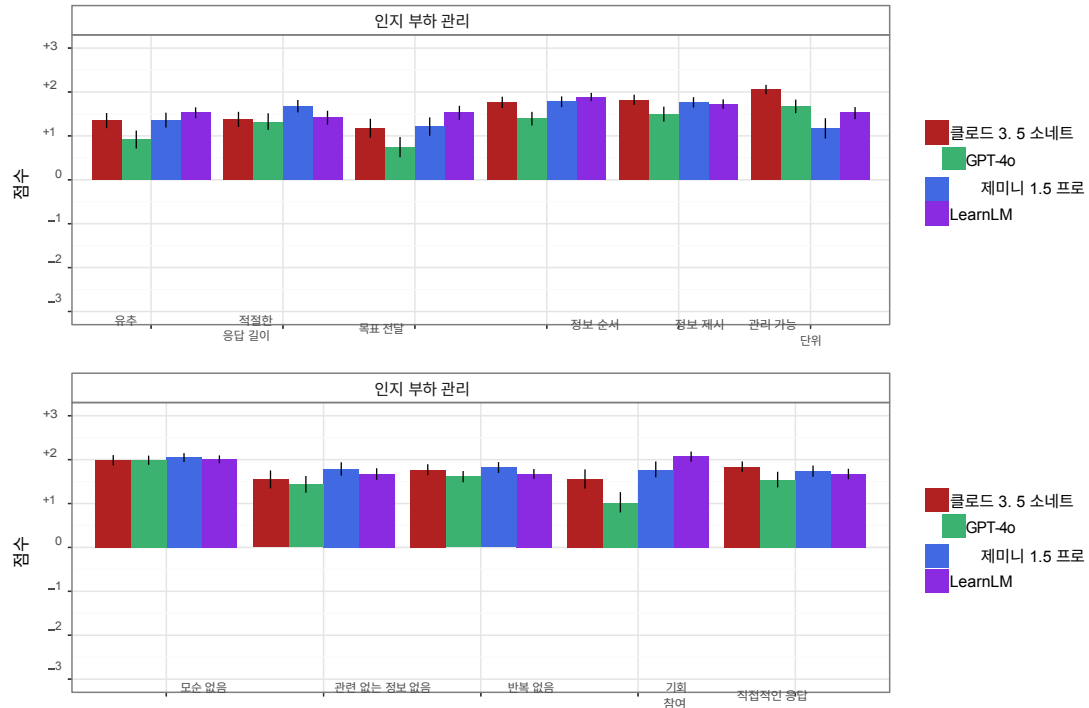 인지 부하 관리
+3
+2
+1
0
−1
−2
−3
점수
유추
적절한
응답 길이
목표 전달
정보 순서
정보 제시
관리 가능
단위
클로드 3. 5 소네트
GPT-4o
제미니 1.5 프로
LearnLM
인지 부하 관리
+3
+2
+1
0
−1
−2
−3
점수
모순 없음
관련 없는 정보 없음
반복 없음
기회
참여
직접적인 응답
클로드 3. 5 소네트
GPT-4o
제미니 1.5 프로
LearnLM